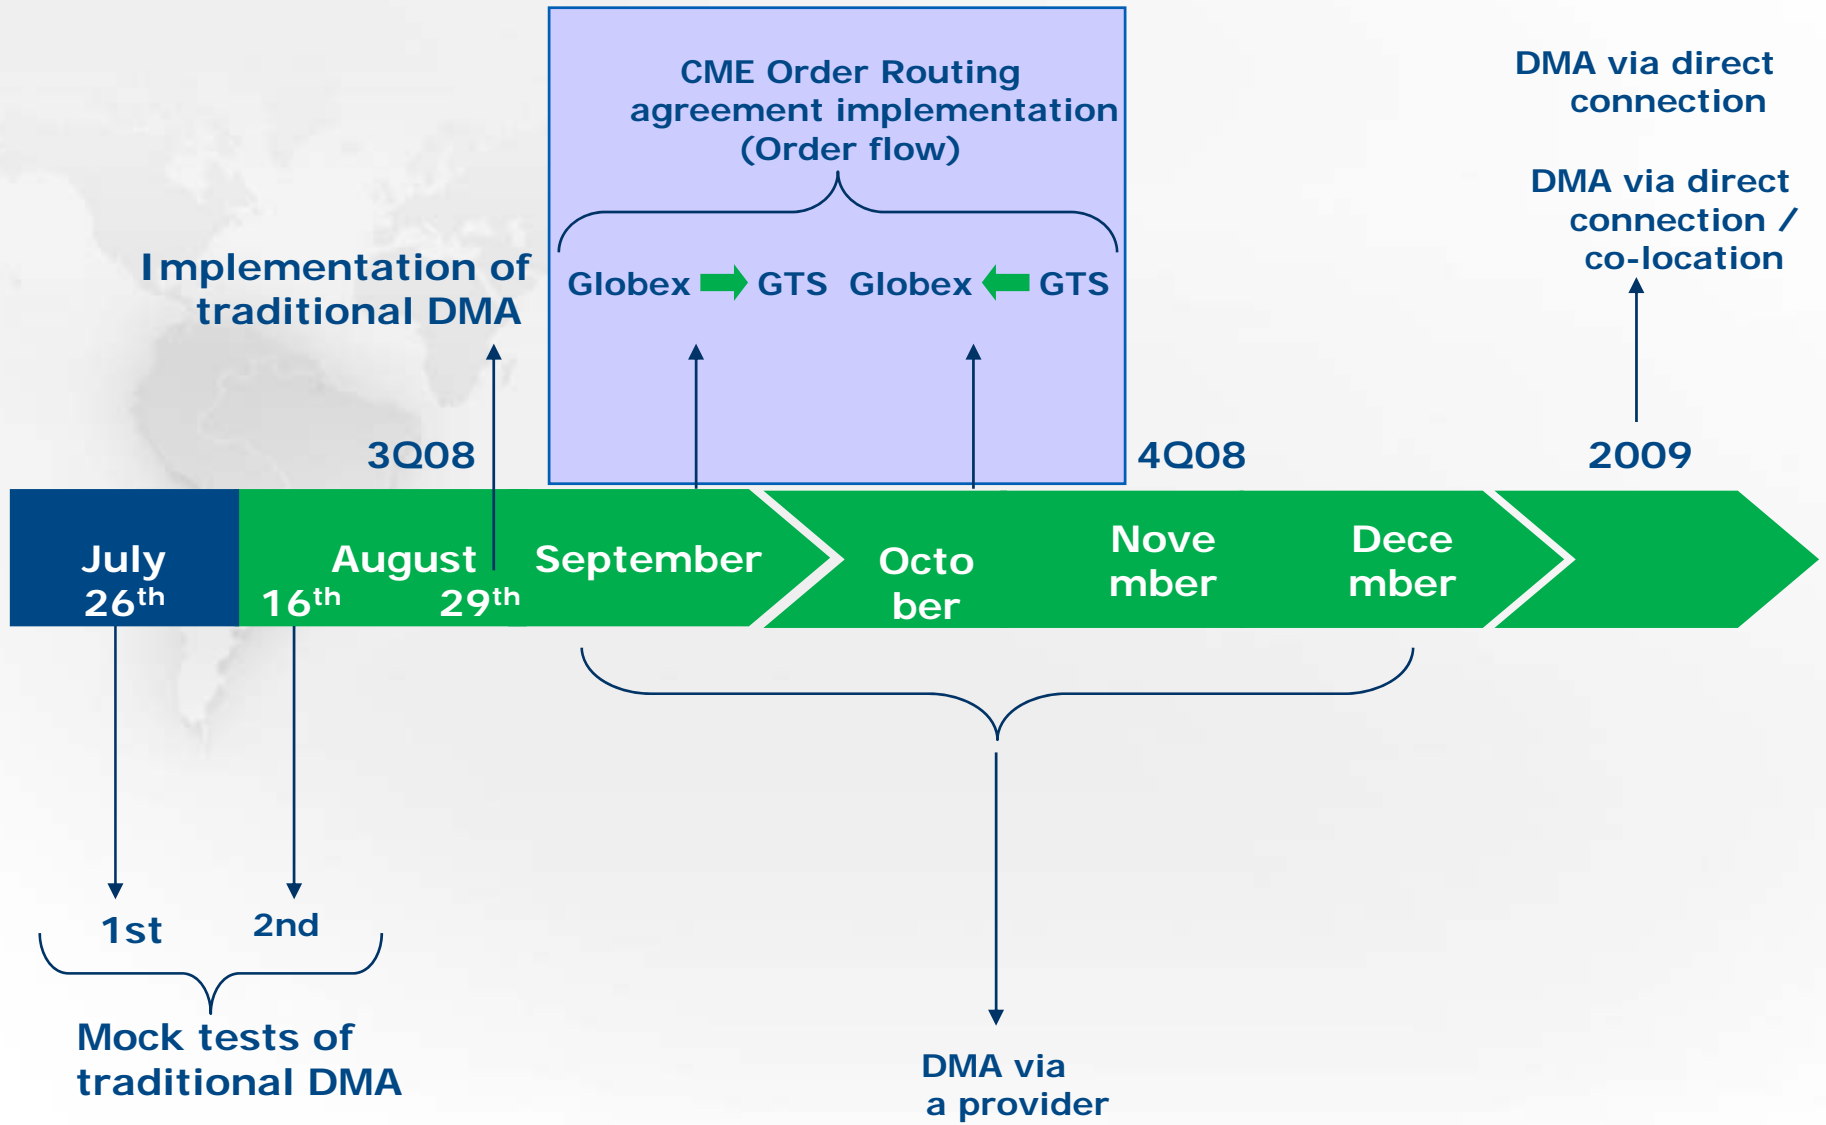 CME Order Routing
agreement implementation
(Order flow)
Globex GTS Globex GTS
DMA via direct
connection
DMA via direct
connection /
co-location
Implementation of
traditional DMA
3Q08
4Q08
2009
July
26th
August
16th 29th
September
Octo
ber
Nove
mber
Dece
mber
1st
2nd
Mock tests of
traditional DMA
DMA via
a provider